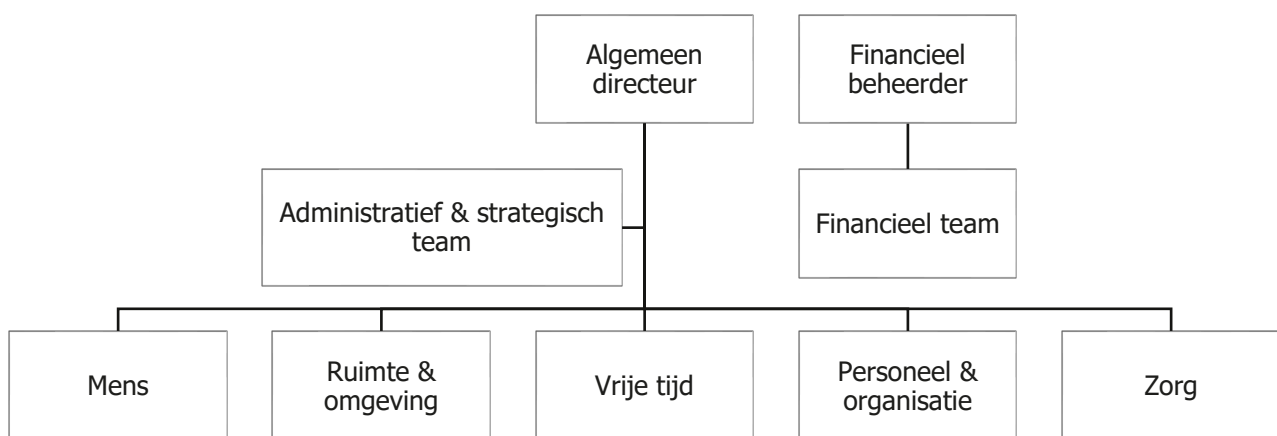 Algemeen
directeur
Financieel
beheerder
Administratief & strategisch
team
Financieel team
Mens
Ruimte &
omgeving
Vrije tijd
Personeel &
organisatie
Zorg